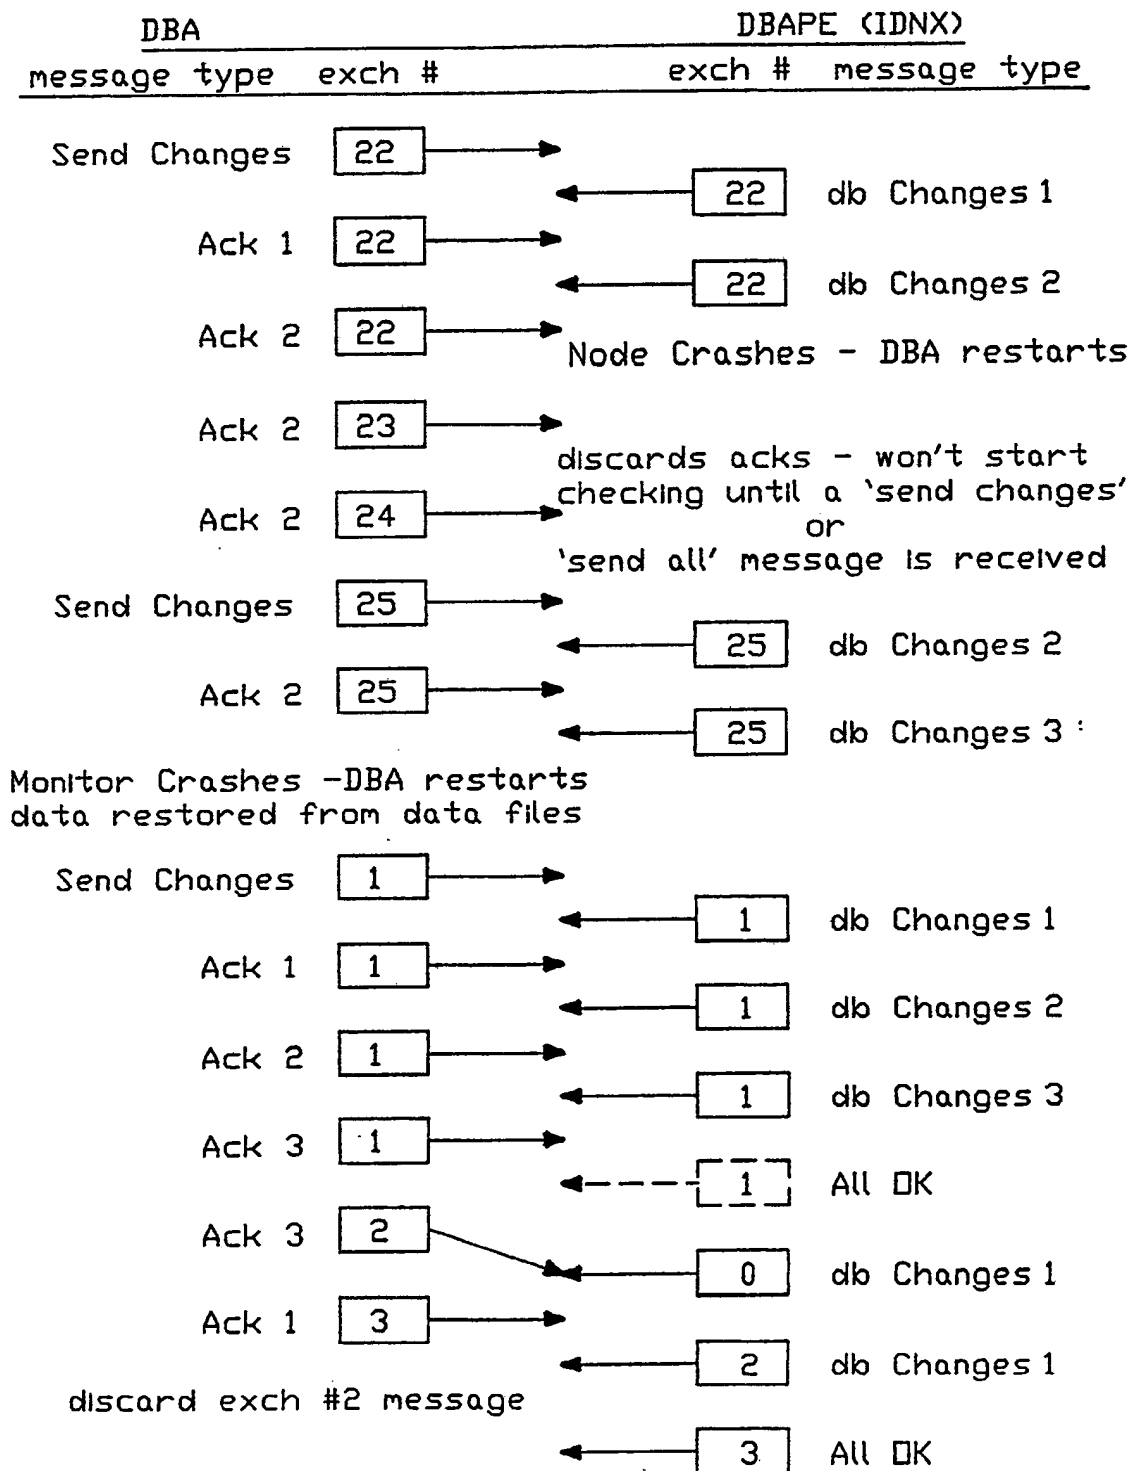 DBA DBAPE (IDNX)
message type exch # exch # message type
Send Changes 22
22 db Changes 1
Ack 1 22
22 db Changes 2
Ack 2 22
Node Crashes - DBA restarts
Ack 2 23
discards acks - won't start
checking until a 'send changes'
Ack 2 24
or
'send all' message is received
Send Changes 25
25 db Changes 2
Ack 2 25
25 db Changes 3
Monitor Crashes -DBA restarts
data restored from data files
Send Changes 1
1 db Changes 1
Ack 1 1
1 db Changes 2
Ack 2 1
1 db Changes 3
Ack 3 1
1 All OK
Ack 3 2
0 db Changes 1
Ack 1 3
2 db Changes 1
discard exch #2 message
3 All OK